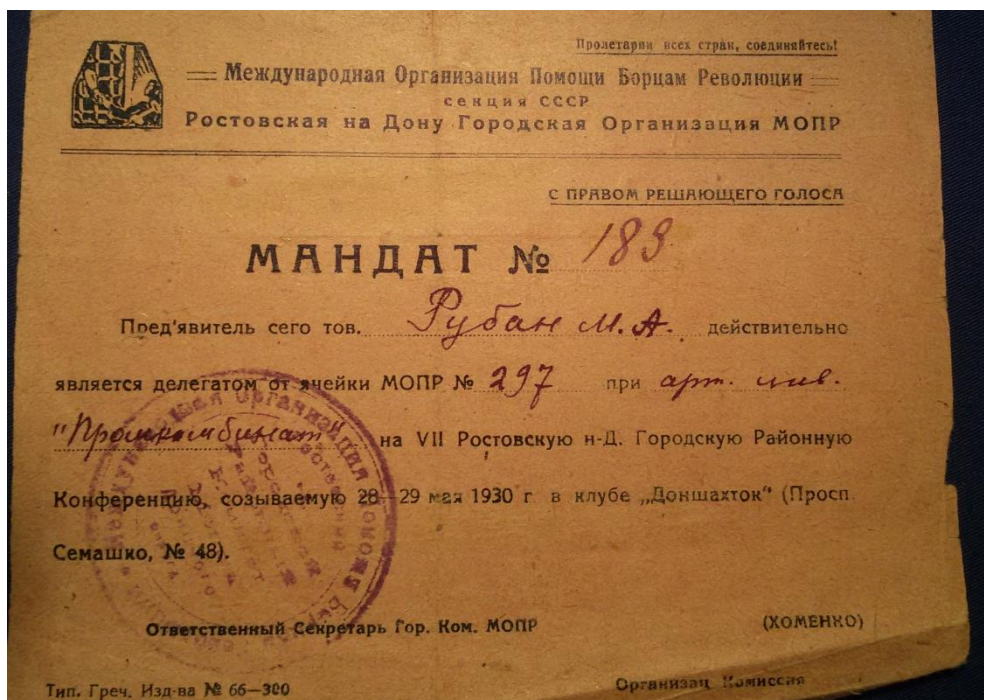 Пролетарии всех стран, соединяйтесь!
Международная Организация Помощи Борцам Революции
секция СССР
Ростовская на Дону Городская Организация МОПР
С ПРАВОМ РЕШАЮЩЕГО ГОЛОСА
МАНДАТ № 189
Пред'явитель сего тов. Рубан М. А. действительно
является делегатом от ячейки МОПР № 297 при арт. инв.
"Промкомбинат" на VII Ростовскую н-Д. Городскую Районную
Конференцию, созываемую 28—29 мая 1930 г. в клубе „Доншахток" (Просп.
Семашко, № 48).
Ответственный Секретарь Гор. Ком. МОПР (ХОМЕНКО)
Тип. Греч. Изд-ва № 66—300 Организац Комиссия